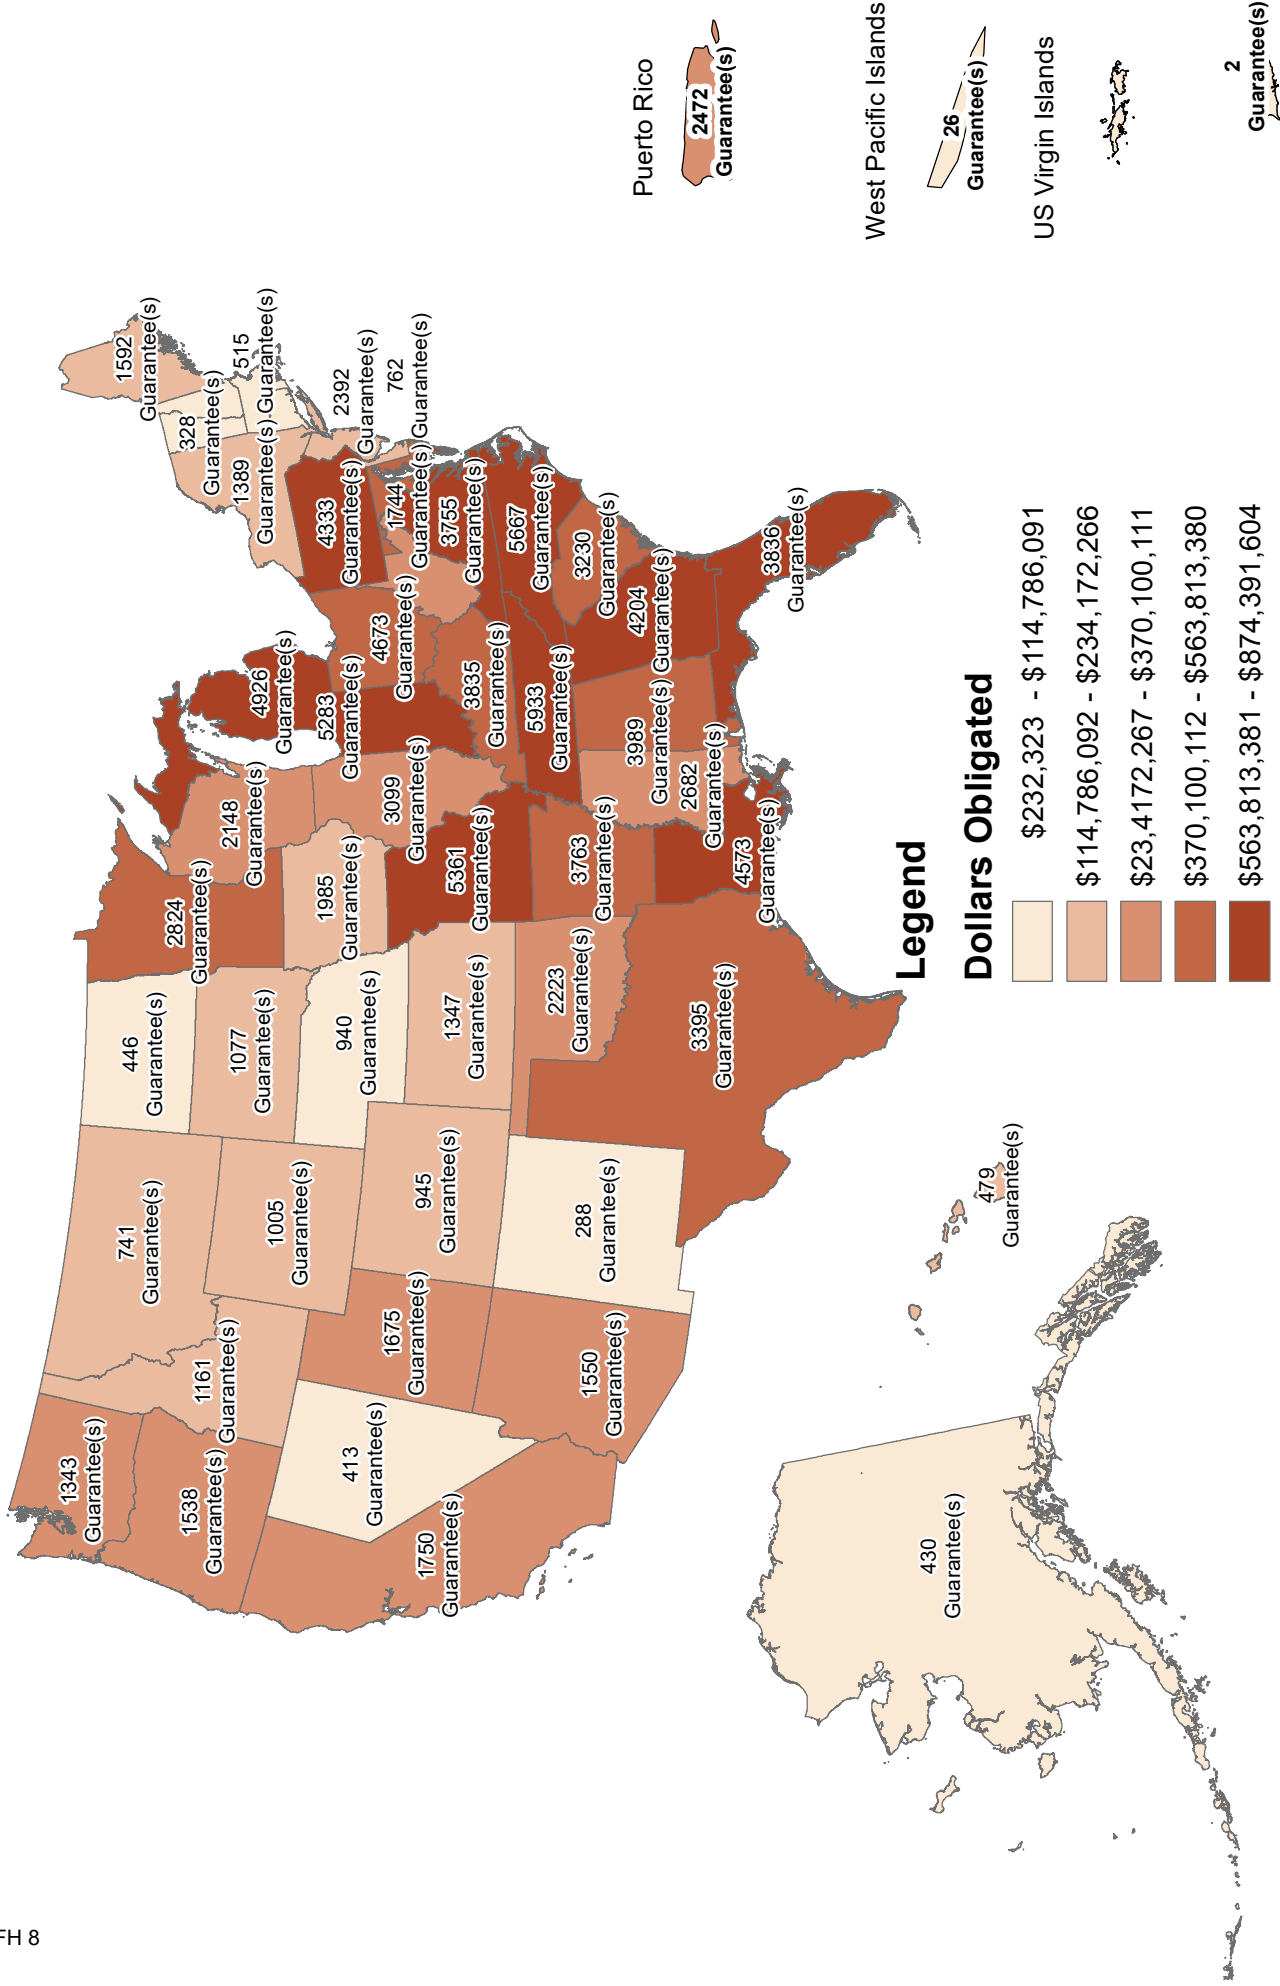 FH 8
1343
Guarantee(s)
1538
Guarantee(s)
1750
Guarantee(s)
413
Guarantee(s)
1161
Guarantee(s)
741
Guarantee(s)
1005
Guarantee(s)
1675
Guarantee(s)
1550
Guarantee(s)
945
Guarantee(s)
288
Guarantee(s)
446
Guarantee(s)
1077
Guarantee(s)
940
Guarantee(s)
1347
Guarantee(s)
2223
Guarantee(s)
3395
Guarantee(s)
2824
Guarantee(s)
1985
Guarantee(s)
5361
Guarantee(s)
3763
Guarantee(s)
4573
Guarantee(s)
2148
Guarantee(s)
3099
Guarantee(s)
4926
Guarantee(s)
5283
Guarantee(s)
4673
Guarantee(s)
3835
Guarantee(s)
5933
Guarantee(s)
2682
Guarantee(s)
3989
Guarantee(s)
4204
Guarantee(s)
3836
Guarantee(s)
3230
Guarantee(s)
5667
Guarantee(s)
3755
Guarantee(s)
1744
Guarantee(s)
4333
Guarantee(s)
1389
Guarantee(s)
328
Guarantee(s)
1592
Guarantee(s)
515
Guarantee(s)
2392
Guarantee(s)
762
Guarantee(s)
430
Guarantee(s)
479
Guarantee(s)
Legend
Dollars Obligated
$232,323 - $114,786,091
$114,786,092 - $234,172,266
$23,4172,267 - $370,100,111
$370,100,112 - $563,813,380
$563,813,381 - $874,391,604
Puerto Rico
2472
Guarantee(s)
West Pacific Islands
26
Guarantee(s)
US Virgin Islands
2
Guarantee(s)